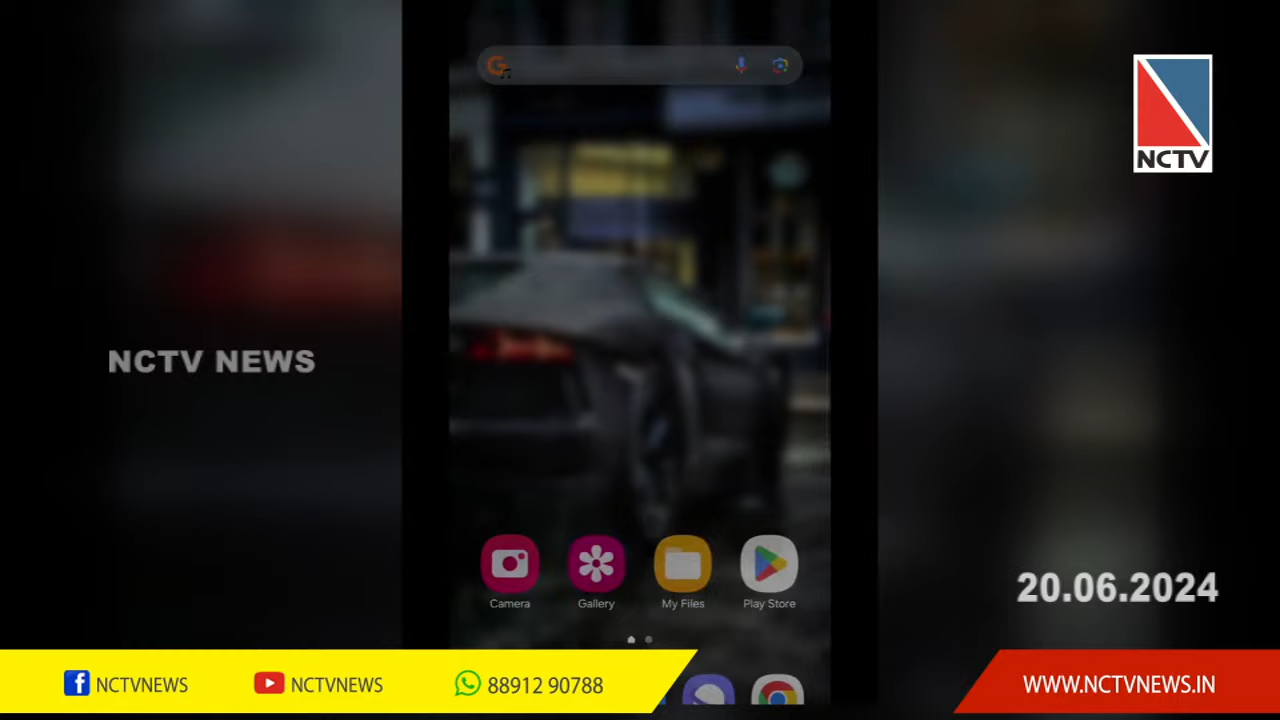 NCTV
NCTV NEWS
Camera
Gallery
My Files
Play Store
20.06.2024
NCTVNEWS
NCTVNEWS
88912 90788
WWW.NCTVNEWS.IN